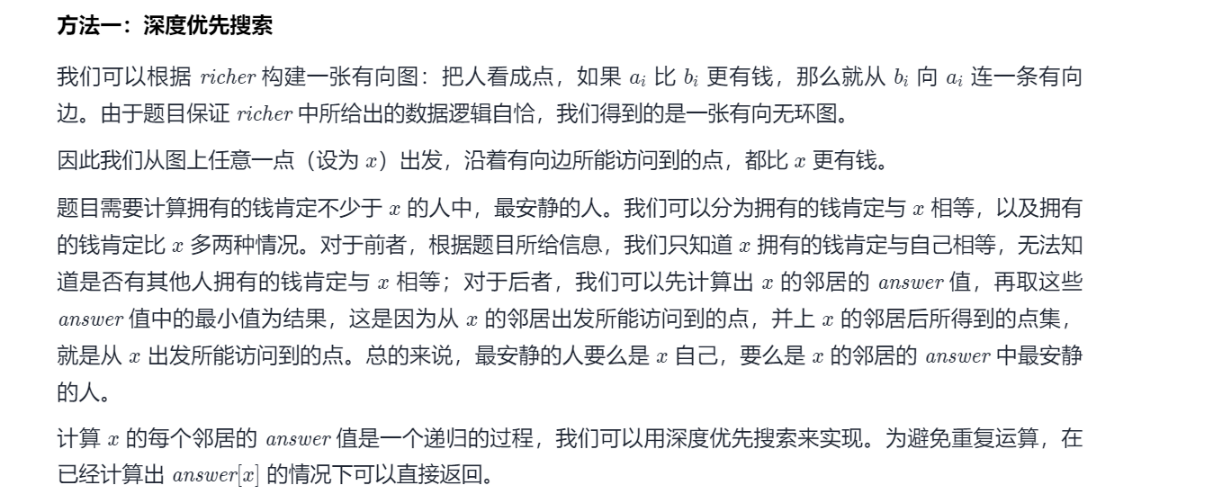 方法一：深度优先搜索
我们可以根据 richer 构建一张有向图：把人看成点，如果 aᵢ 比 bᵢ 更有钱，那么就从 bᵢ 向 aᵢ 连一条有向
边。由于题目保证 richer 中所给出的数据逻辑自恰，我们得到的是一张有向无环图。
因此我们从图上任意一点（设为 x）出发，沿着有向边所能访问到的点，都比 x 更有钱。
题目需要计算拥有的钱肯定不少于 x 的人中，最安静的人。我们可以分为拥有的钱肯定与 x 相等，以及拥有
的钱肯定比 x 多两种情况。对于前者，根据题目所给信息，我们只知道 x 拥有的钱肯定与自己相等，无法知
道是否有其他人拥有的钱肯定与 x 相等；对于后者，我们可以先计算出 x 的邻居的 answer 值，再取这些
answer 值中的最小值为结果，这是因为从 x 的邻居出发所能访问到的点，并上 x 的邻居后所得到的点集，
就是从 x 出发所能访问到的点。总的来说，最安静的人要么是 x 自己，要么是 x 的邻居的 answer 中最安静
的人。
计算 x 的每个邻居的 answer 值是一个递归的过程，我们可以用深度优先搜索来实现。为避免重复运算，在
已经计算出 answer[x] 的情况下可以直接返回。